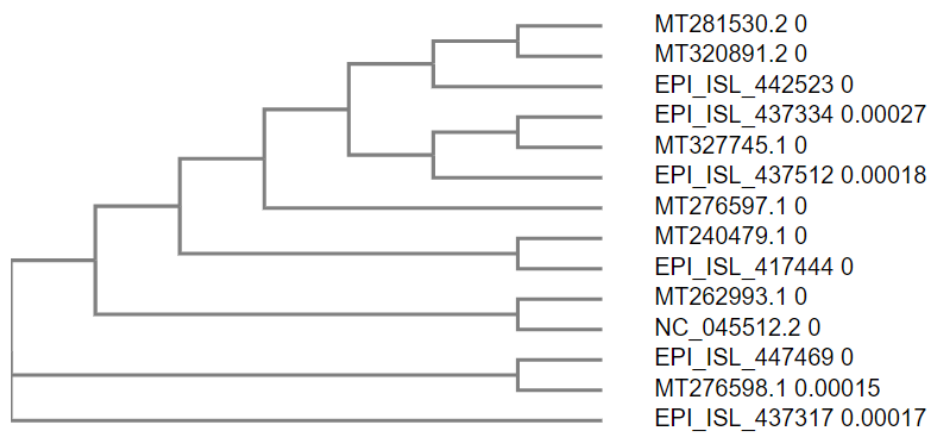 MT281530.2 0
MT320891.2 0
EPI_ISL_442523 0
EPI_ISL_437334 0.00027
MT327745.1 0
EPI_ISL_437512 0.00018
MT276597.1 0
MT240479.1 0
EPI_ISL_417444 0
MT262993.1 0
NC_045512.2 0
EPI_ISL_447469 0
MT276598.1 0.00015
EPI_ISL_437317 0.00017